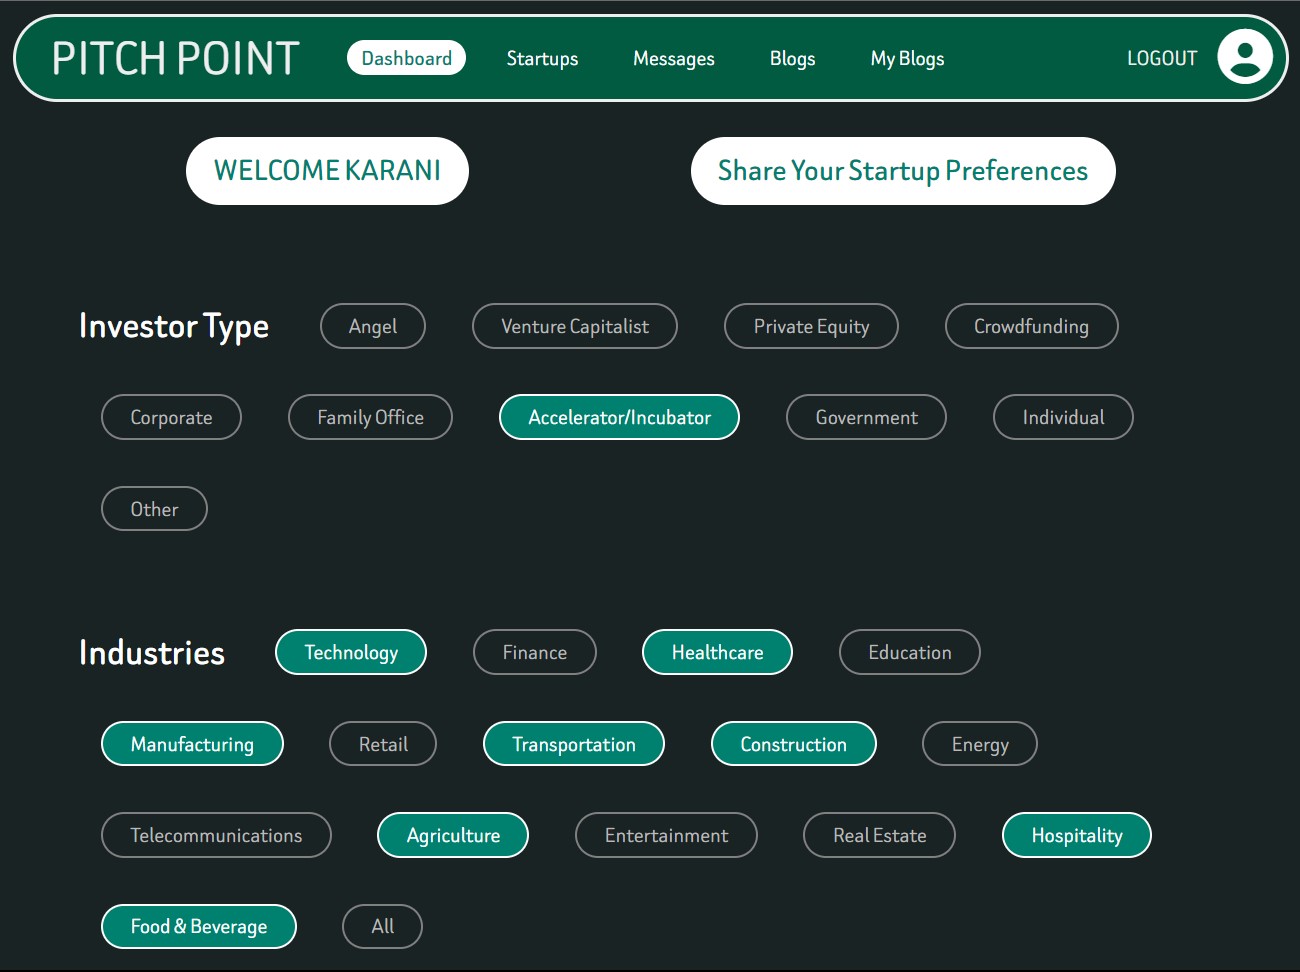 PITCH POINT Dashboard Startups Messages Blogs My Blogs LOGOUT
WELCOME KARANI Share Your Startup Preferences
Investor Type Angel Venture Capitalist Private Equity Crowdfunding
Corporate Family Office Accelerator/Incubator Government Individual
Other
Industries Technology Finance Healthcare Education
Manufacturing Retail Transportation Construction Energy
Telecommunications Agriculture Entertainment Real Estate Hospitality
Food & Beverage All